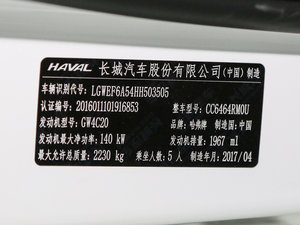 HAVAL 长城汽车股份有限公司(中国)制造
车辆识别代号: LGWEF6A54HH503505
检验认证编号: 2016011101916853 整车型号: CC6464RM0U
发动机型号: GW4C20 品牌: 哈弗牌 制造国: 中国
发动机最大净功率: 140 kW 发动机排量: 1967 ml
最大允许总质量: 2230 kg 乘坐人数: 5 人 制造年月: 2017/04